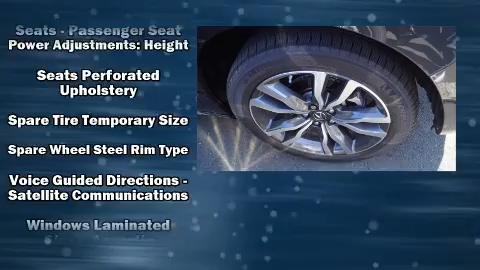 Seats - Passenger Seat
Power Adjustments: Height
Seats Perforated
Upholstery
Spare Tire Temporary Size
Spare Wheel Steel Rim Type
Voice Guided Directions -
Satellite Communications
Windows Laminated